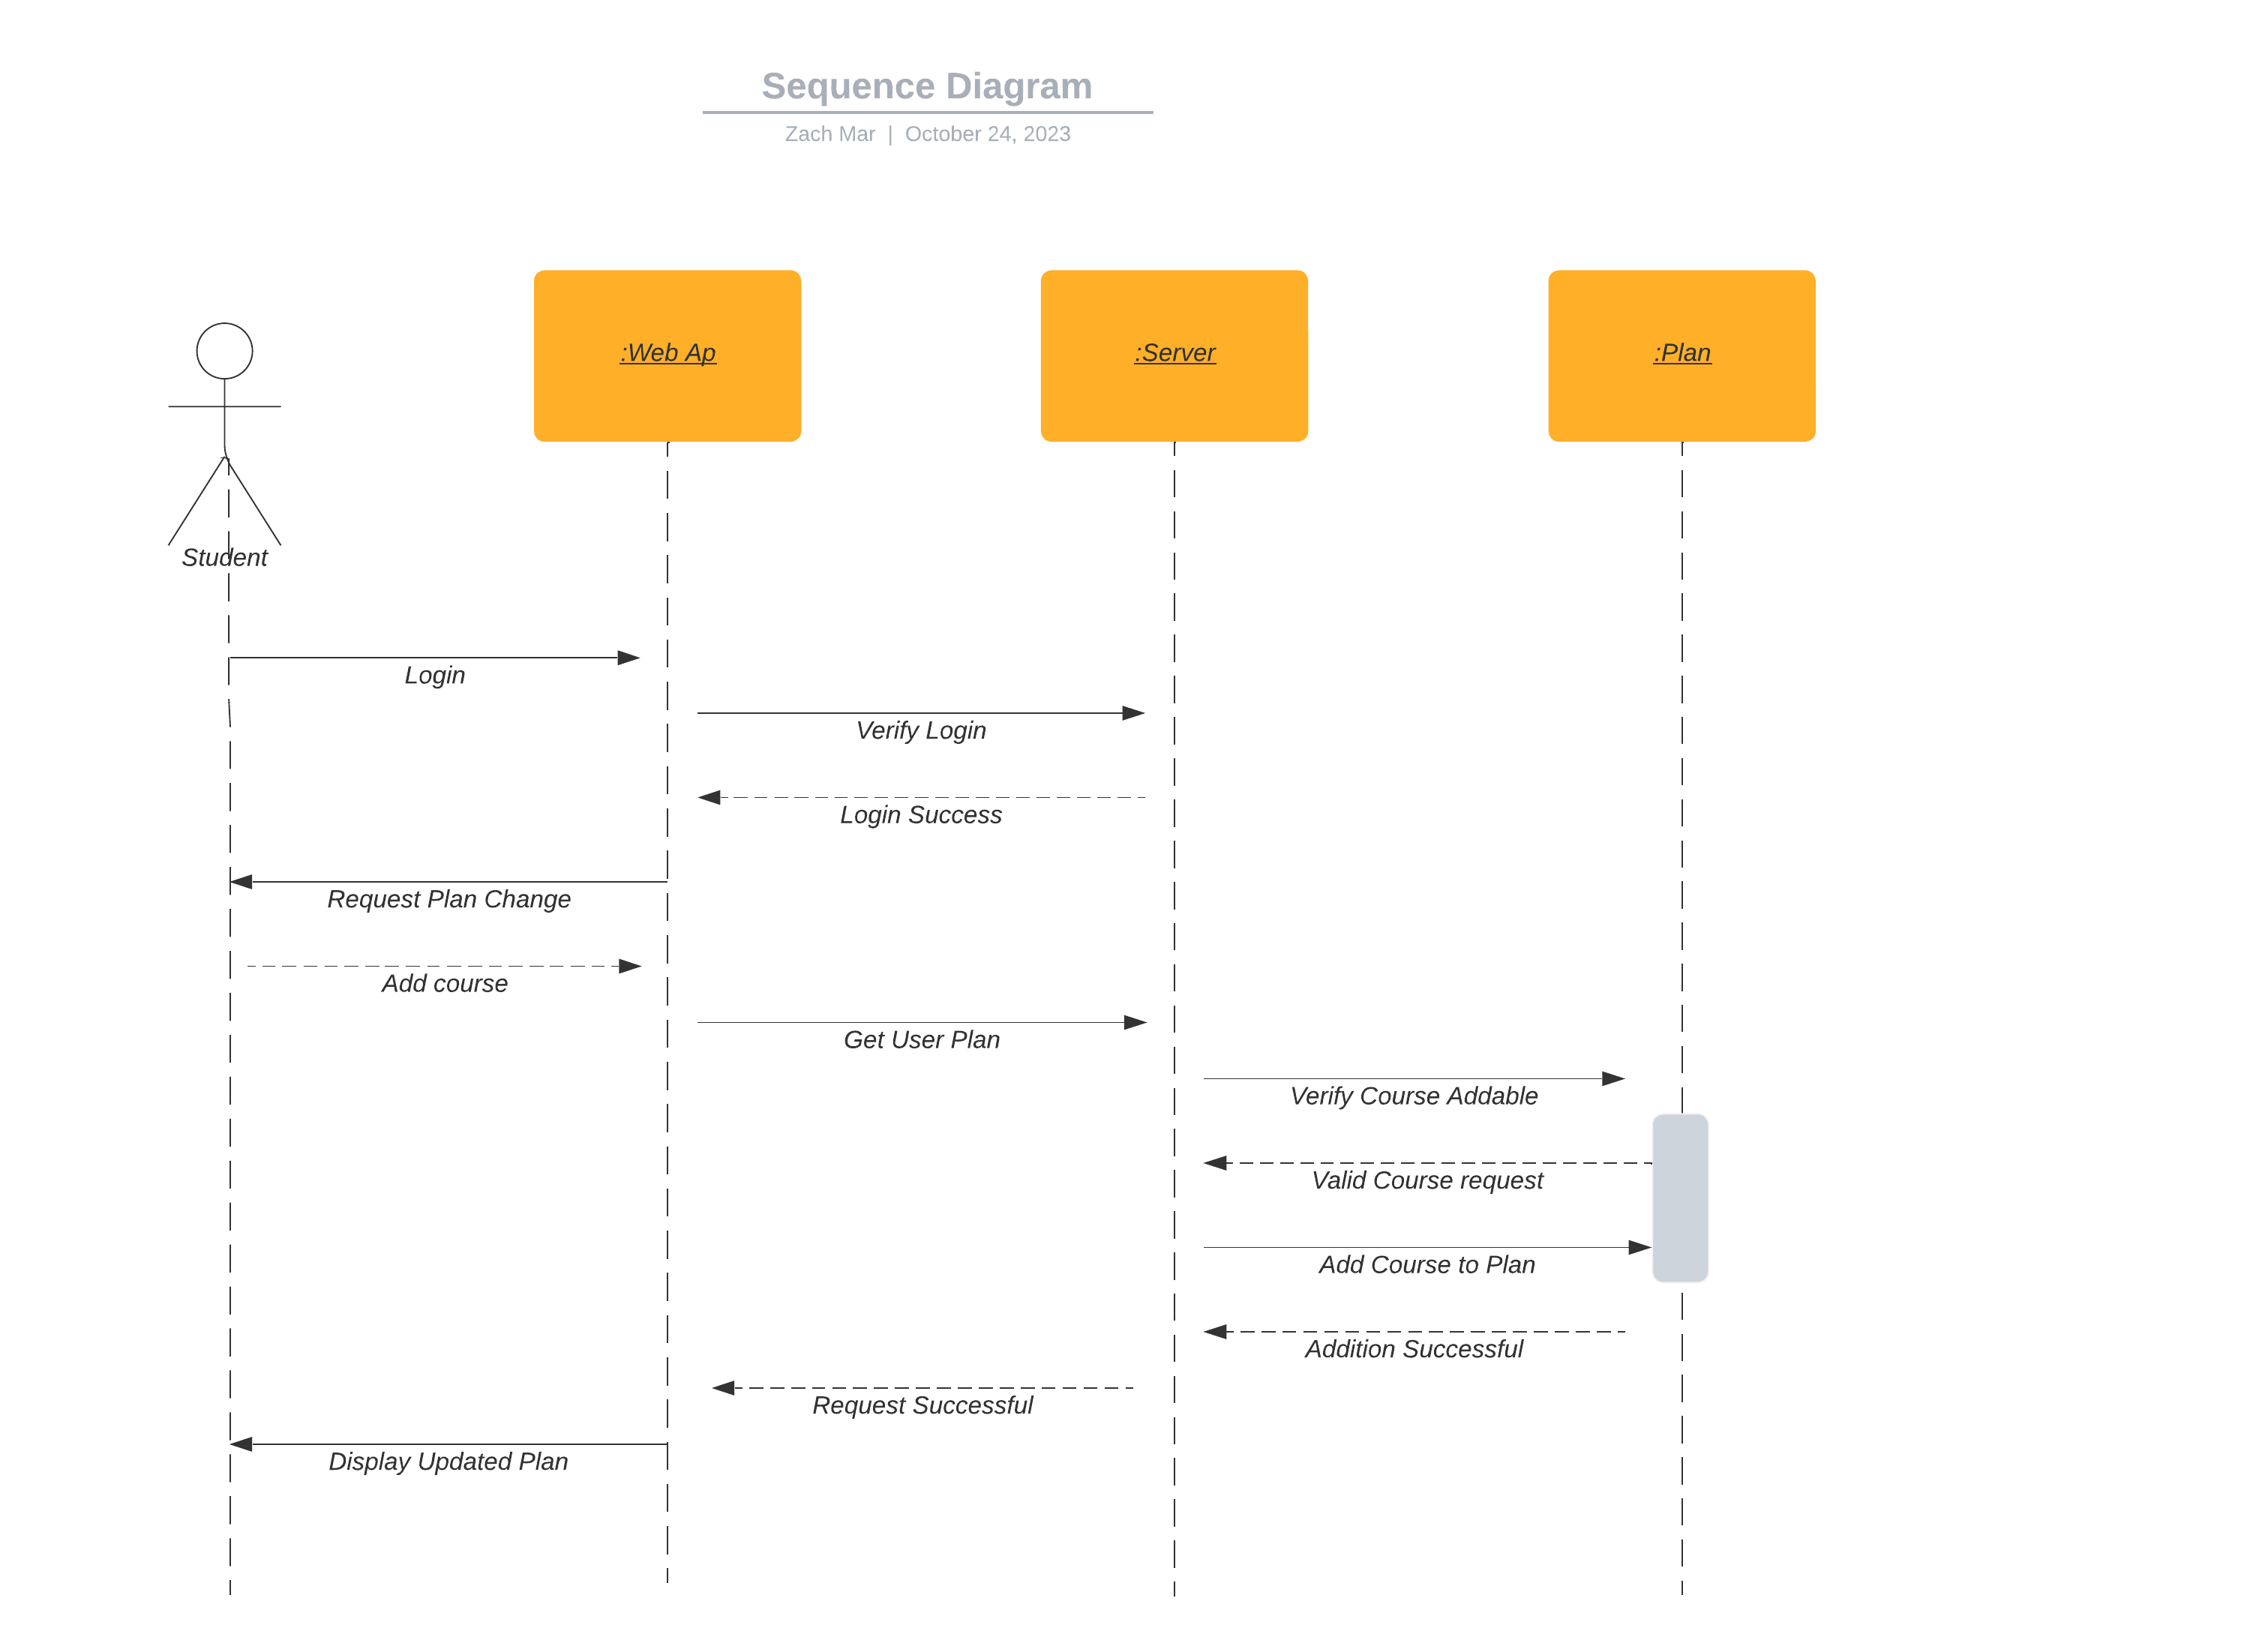 Sequence Diagram
Zach Mar | October 24, 2023
:Web Ap
:Server
:Plan
Student
Login
Verify Login
Login Success
Request Plan Change
Add course
Get User Plan
Verify Course Addable
Valid Course request
Add Course to Plan
Addition Successful
Request Successful
Display Updated Plan